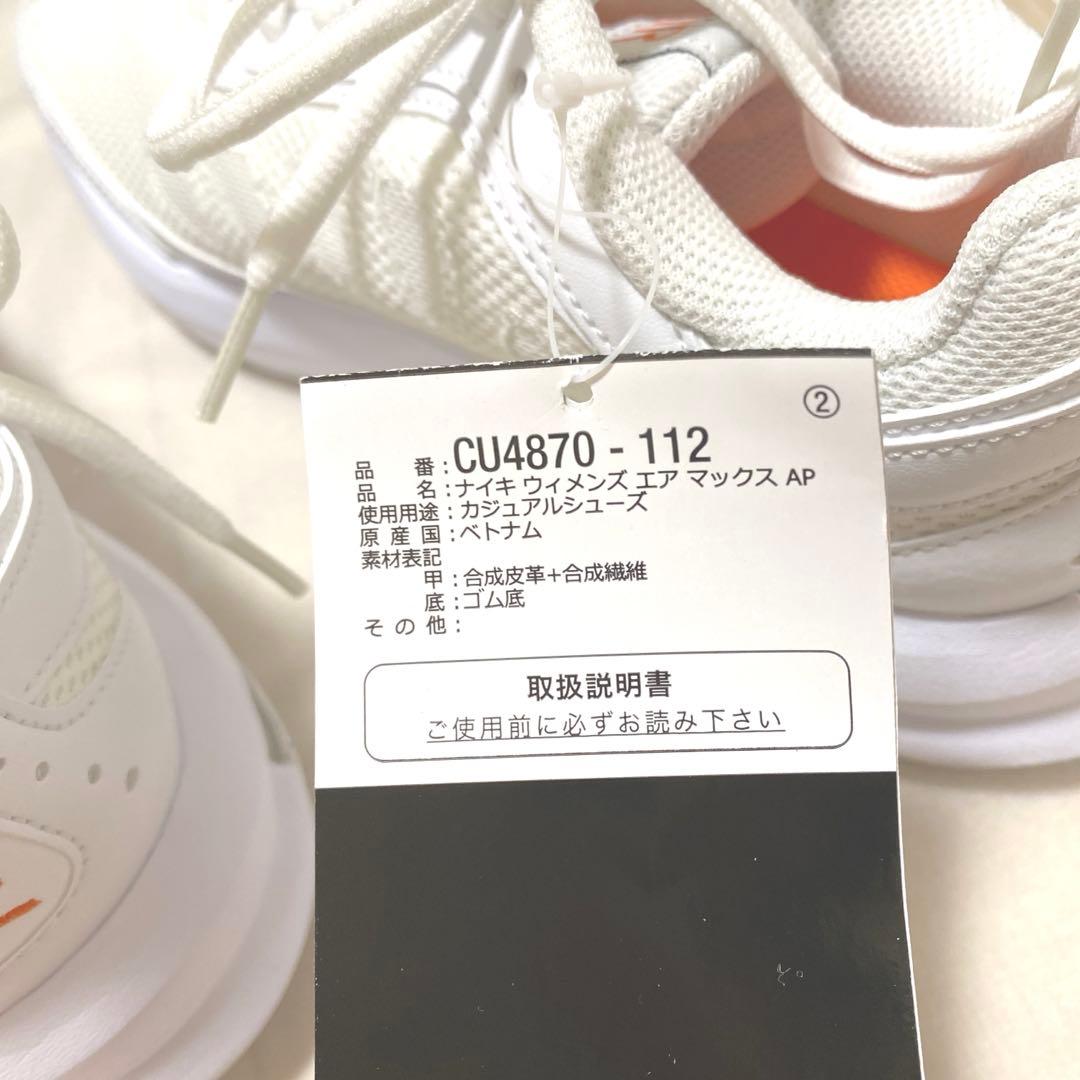 ②
品 番：CU4870 - 112
品 名：ナイキ ウィメンズ エア マックス AP
使用用途：カジュアルシューズ
原産国：ベトナム
素材表記
甲：合成皮革+合成繊維
底：ゴム底
その他：
取扱説明書
ご使用前に必ずお読み下さい